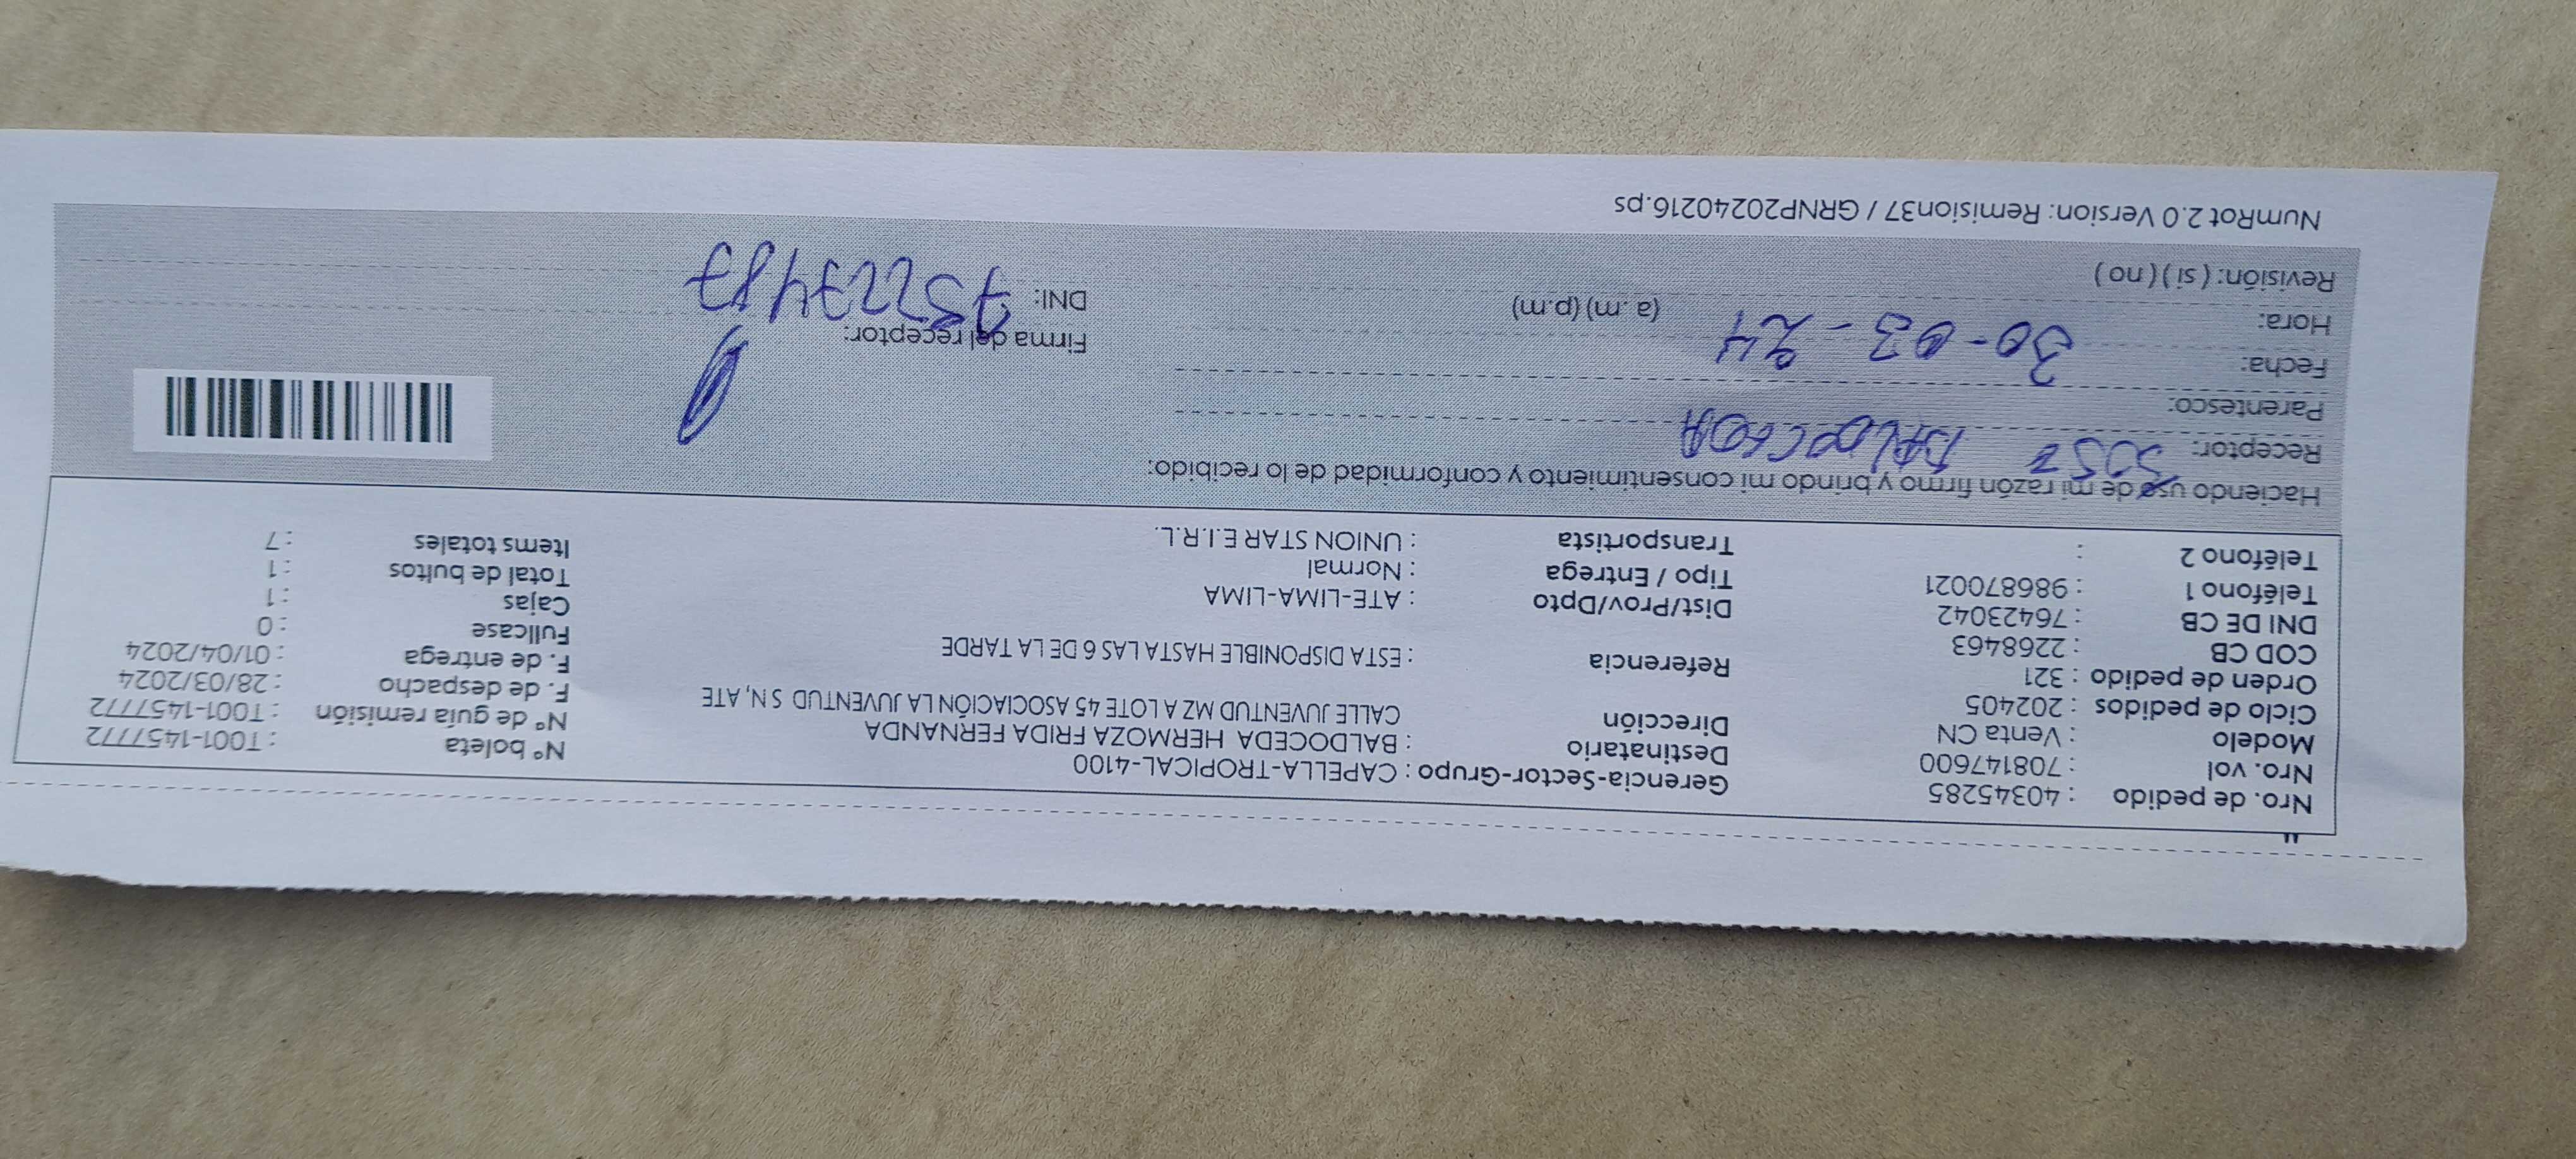 Nro. de pedido : 40345285
Nro. vol : 708147600
Modelo : Venta CN
Ciclo de pedidos : 202405
Orden de pedido : 321
COD CB : 2268463
DNI DE CB : 76423042
Teléfono 1 : 986870021
Teléfono 2 :
Gerencia-Sector-Grupo : CAPELLA-TROPICAL-4100
Destinatario : BALDOCEDA HERMOZA FRIDA FERNANDA
Dirección CALLE JUVENTUD MZ A LOTE 45 ASOCIACIÓN LA JUVENTUD S N, ATE
Referencia : ESTA DISPONIBLE HASTA LAS 6 DE LA TARDE
Dist/Prov/Dpto : ATE-LIMA-LIMA
Tipo / Entrega : Normal
Transportista : UNION STAR E.I.R.L.
N° boleta : T001-1457772
N° de guía remisión : T001-1457772
F. de despacho : 28/03/2024
F. de entrega : 01/04/2024
Fullcase : 0
Cajas : 1
Total de bultos : 1
Items totales : 7
Haciendo uso de mi razón firmo y brindo mi consentimiento y conformidad de lo recibido:
Receptor: JOSE BALDOCEDA
Parentesco:
Fecha: 30-03-24
Hora: (a.m) (p.m)
Revisión: ( si ) ( no )
Firma del receptor:
DNI: 75227487
NumRot 2.0 Version: Remision37 / GRNP20240216.ps